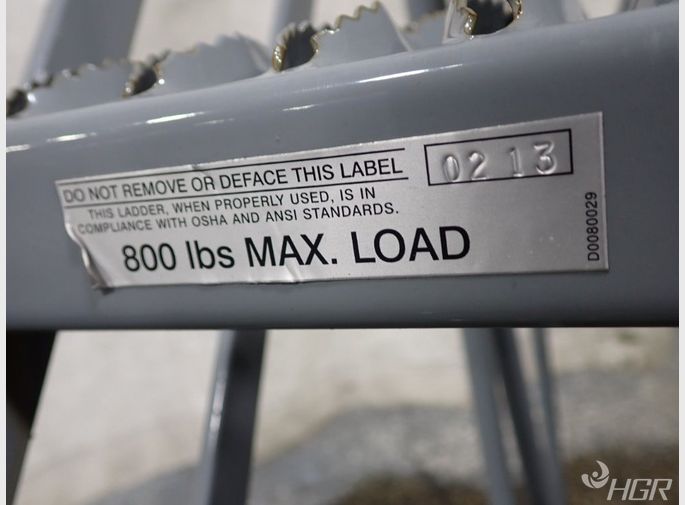 DO NOT REMOVE OR DEFACE THIS LABEL
0213
THIS LADDER, WHEN PROPERLY USED, IS IN
COMPLIANCE WITH OSHA AND ANSI STANDARDS.
800 lbs MAX. LOAD
D0080029
HGR